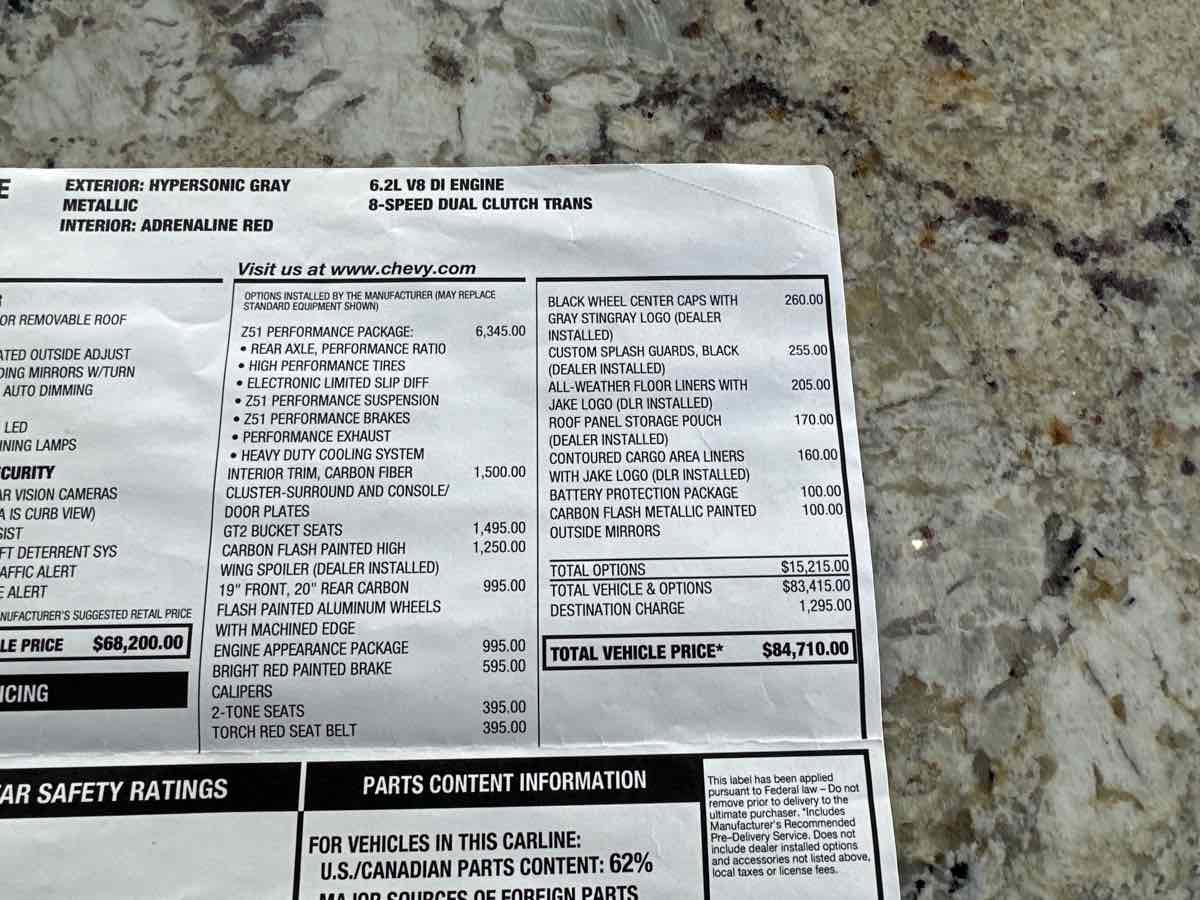 E
EXTERIOR: HYPERSONIC GRAY
METALLIC
INTERIOR: ADRENALINE RED
6.2L V8 DI ENGINE
8-SPEED DUAL CLUTCH TRANS
OR REMOVABLE ROOF
ATED OUTSIDE ADJUST
DING MIRRORS W/TURN
AUTO DIMMING
LED
NING LAMPS
CURITY
AR VISION CAMERAS
A IS CURB VIEW)
SIST
FT DETERRENT SYS
AFFIC ALERT
E ALERT
NUFACTURER'S SUGGESTED RETAIL PRICE
LE PRICE $68,200.00
ICING
Visit us at www.chevy.com
OPTIONS INSTALLED BY THE MANUFACTURER (MAY REPLACE
STANDARD EQUIPMENT SHOWN)
Z51 PERFORMANCE PACKAGE: 6,345.00
• REAR AXLE, PERFORMANCE RATIO
• HIGH PERFORMANCE TIRES
• ELECTRONIC LIMITED SLIP DIFF
• Z51 PERFORMANCE SUSPENSION
• Z51 PERFORMANCE BRAKES
• PERFORMANCE EXHAUST
• HEAVY DUTY COOLING SYSTEM
INTERIOR TRIM, CARBON FIBER 1,500.00
CLUSTER-SURROUND AND CONSOLE/
DOOR PLATES
GT2 BUCKET SEATS 1,495.00
CARBON FLASH PAINTED HIGH 1,250.00
WING SPOILER (DEALER INSTALLED)
19" FRONT, 20" REAR CARBON 995.00
FLASH PAINTED ALUMINUM WHEELS
WITH MACHINED EDGE
ENGINE APPEARANCE PACKAGE 995.00
BRIGHT RED PAINTED BRAKE 595.00
CALIPERS
2-TONE SEATS 395.00
TORCH RED SEAT BELT 395.00
BLACK WHEEL CENTER CAPS WITH 260.00
GRAY STINGRAY LOGO (DEALER
INSTALLED)
CUSTOM SPLASH GUARDS, BLACK 255.00
(DEALER INSTALLED)
ALL-WEATHER FLOOR LINERS WITH 205.00
JAKE LOGO (DLR INSTALLED)
ROOF PANEL STORAGE POUCH 170.00
(DEALER INSTALLED)
CONTOURED CARGO AREA LINERS 160.00
WITH JAKE LOGO (DLR INSTALLED)
BATTERY PROTECTION PACKAGE 100.00
CARBON FLASH METALLIC PAINTED 100.00
OUTSIDE MIRRORS
TOTAL OPTIONS $15,215.00
TOTAL VEHICLE & OPTIONS $83,415.00
DESTINATION CHARGE 1,295.00
TOTAL VEHICLE PRICE* $84,710.00
AR SAFETY RATINGS
PARTS CONTENT INFORMATION
FOR VEHICLES IN THIS CARLINE:
U.S./CANADIAN PARTS CONTENT: 62%
MAJOR SOURCES OF FOREIGN PARTS
This label has been applied
pursuant to Federal law – Do not
remove prior to delivery to the
ultimate purchaser. *Includes
Manufacturer's Recommended
Pre-Delivery Service. Does not
include dealer installed options
and accessories not listed above,
local taxes or license fees.